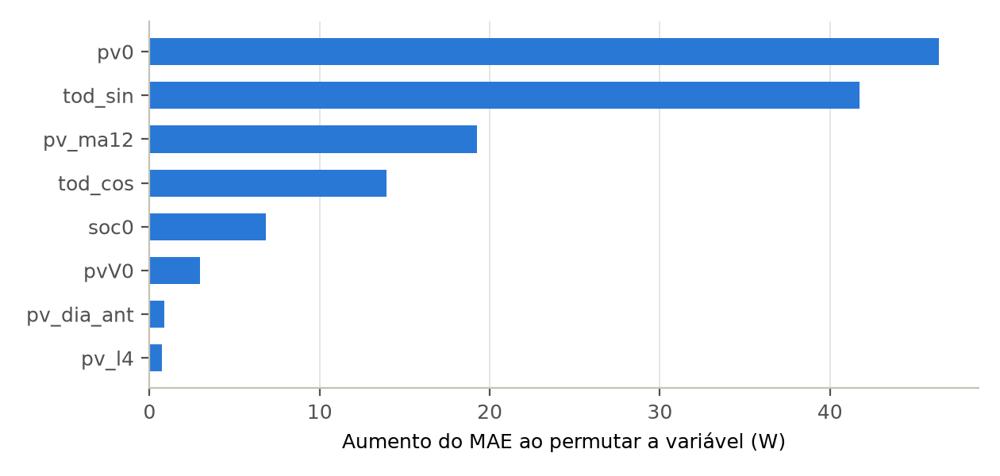 pv0
tod_sin
pv_ma12
tod_cos
soc0
pvV0
pv_dia_ant
pv_l4
0 10 20 30 40
Aumento do MAE ao permutar a variável (W)